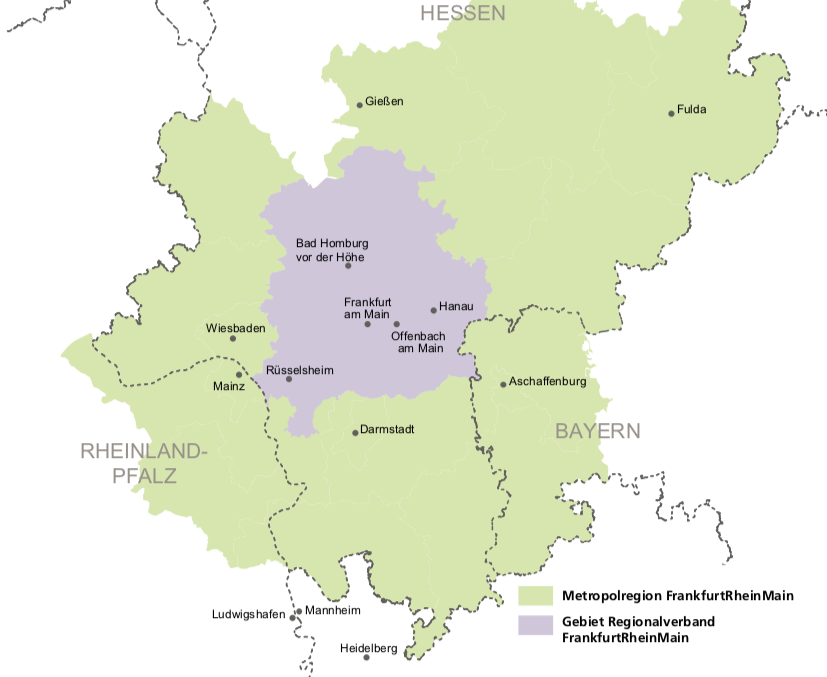 HESSEN
Gießen
Fulda
Bad Homburg
vor der Höhe
Frankfurt
am Main
Hanau
Offenbach
am Main
Wiesbaden
Rüsselsheim
Mainz
Aschaffenburg
Darmstadt
BAYERN
RHEINLAND-
PFALZ
Metropolregion FrankfurtRheinMain
Gebiet Regionalverband
FrankfurtRheinMain
Ludwigshafen
Mannheim
Heidelberg